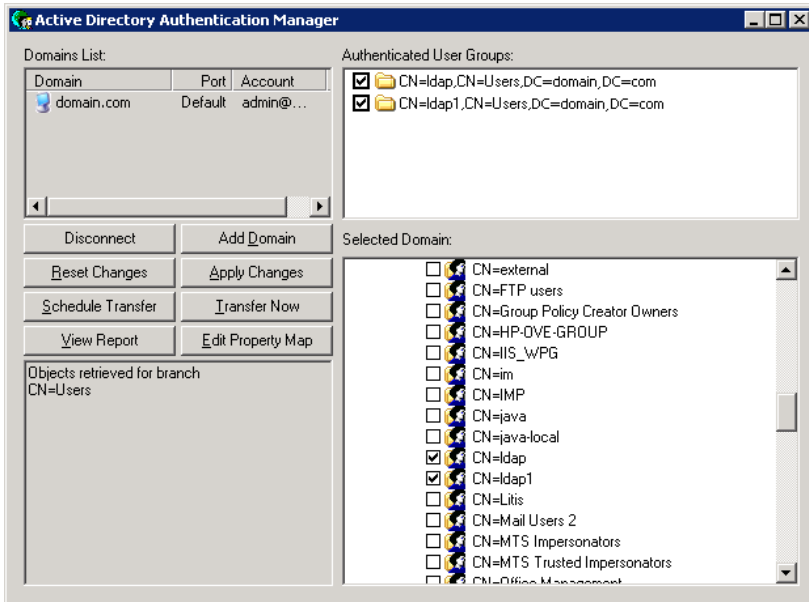 Active Directory Authentication Manager
Domains List:
Domain Port Account
domain.com Default admin@...
Authenticated User Groups:
CN=ldap,CN=Users,DC=domain,DC=com
CN=ldap1,CN=Users,DC=domain,DC=com
Disconnect Add Domain
Reset Changes Apply Changes
Schedule Transfer Transfer Now
View Report Edit Property Map
Objects retrieved for branch
CN=Users
Selected Domain:
CN=external
CN=FTP users
CN=Group Policy Creator Owners
CN=HP-OVE-GROUP
CN=IIS_WPG
CN=im
CN=IMP
CN=java
CN=java-local
CN=ldap
CN=ldap1
CN=Litis
CN=Mail Users 2
CN=MTS Impersonators
CN=MTS Trusted Impersonators
CN=Office Management